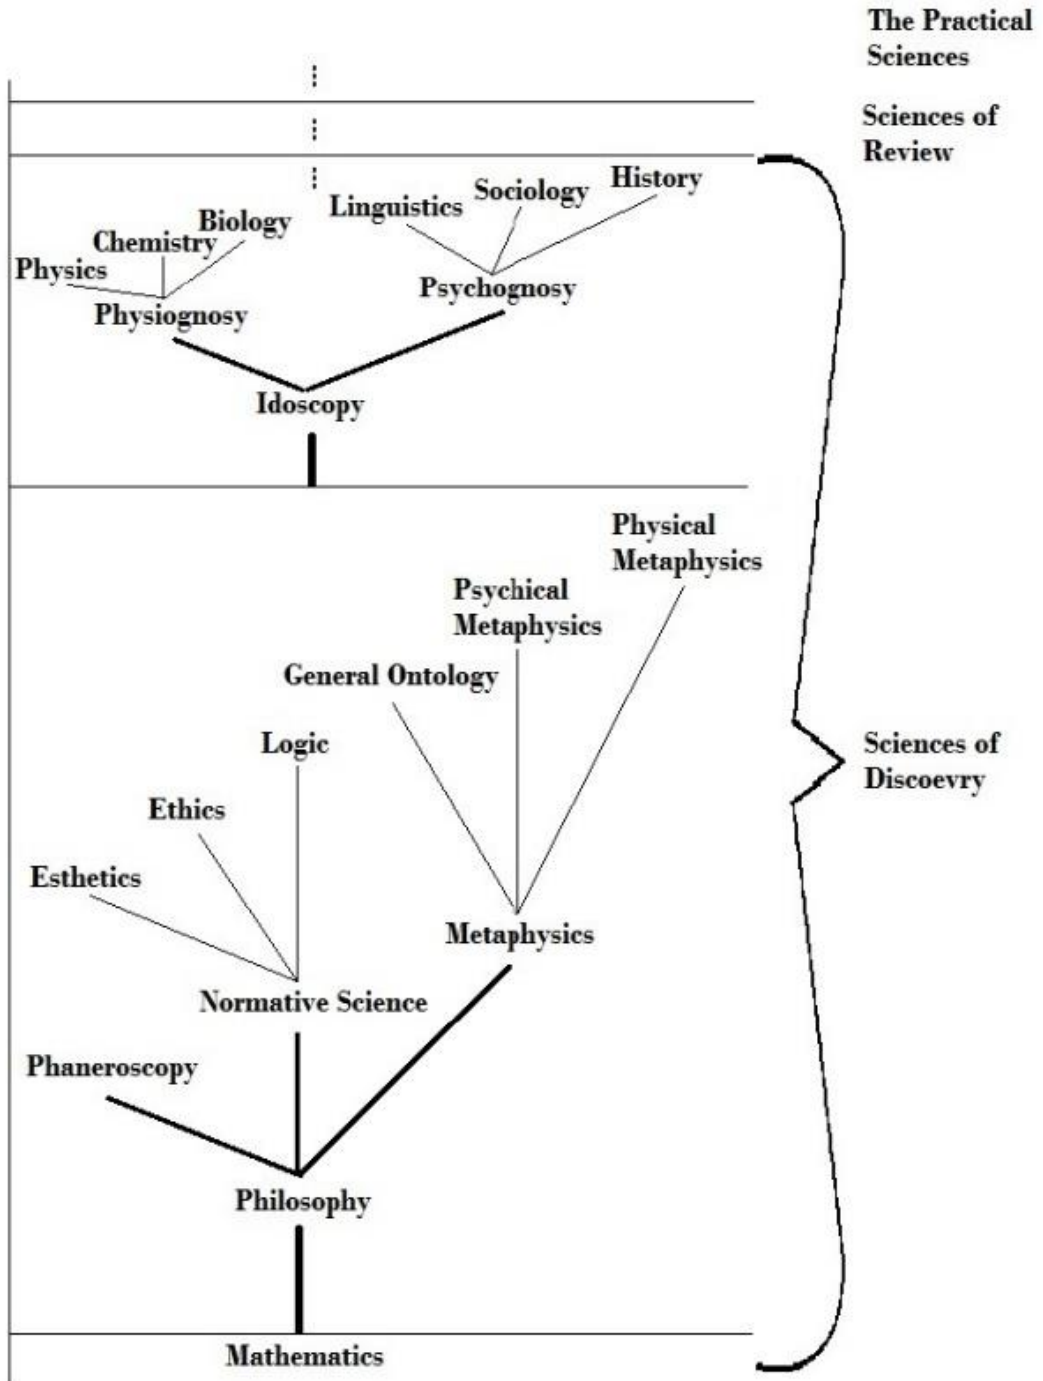 The Practical
Sciences
Sciences of
Review
History
Sociology
Linguistics
Biology
Chemistry
Physics
Psychognosy
Physiognosy
Idoscopy
Physical
Metaphysics
Psychical
Metaphysics
General Ontology
Logic
Sciences of
Discoevry
Ethics
Esthetics
Metaphysics
Normative Science
Phaneroscopy
Philosophy
Mathematics